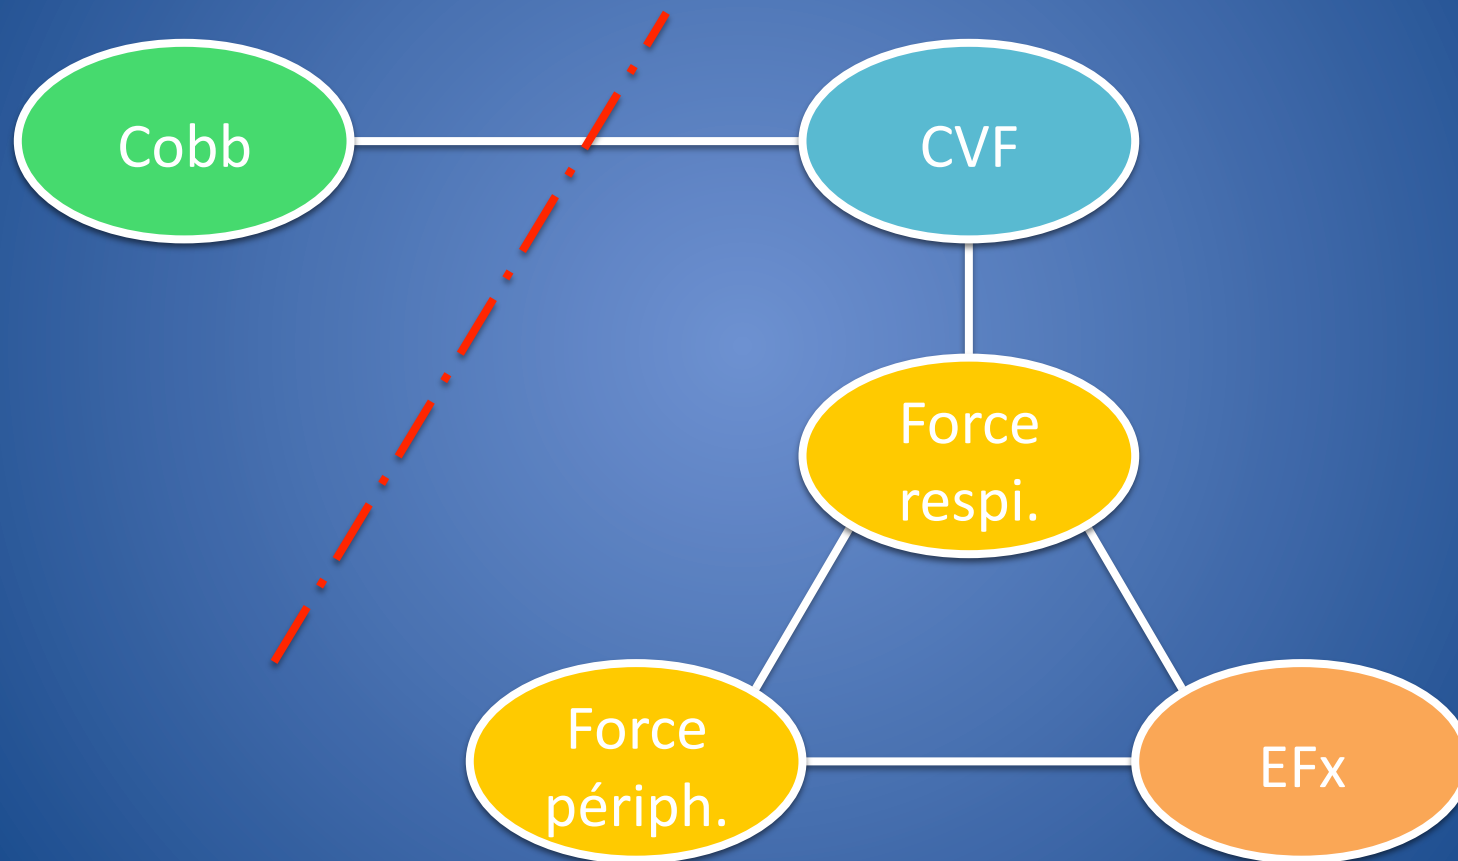 Cobb
CVF
Force
respi.
Force
périph.
EFx